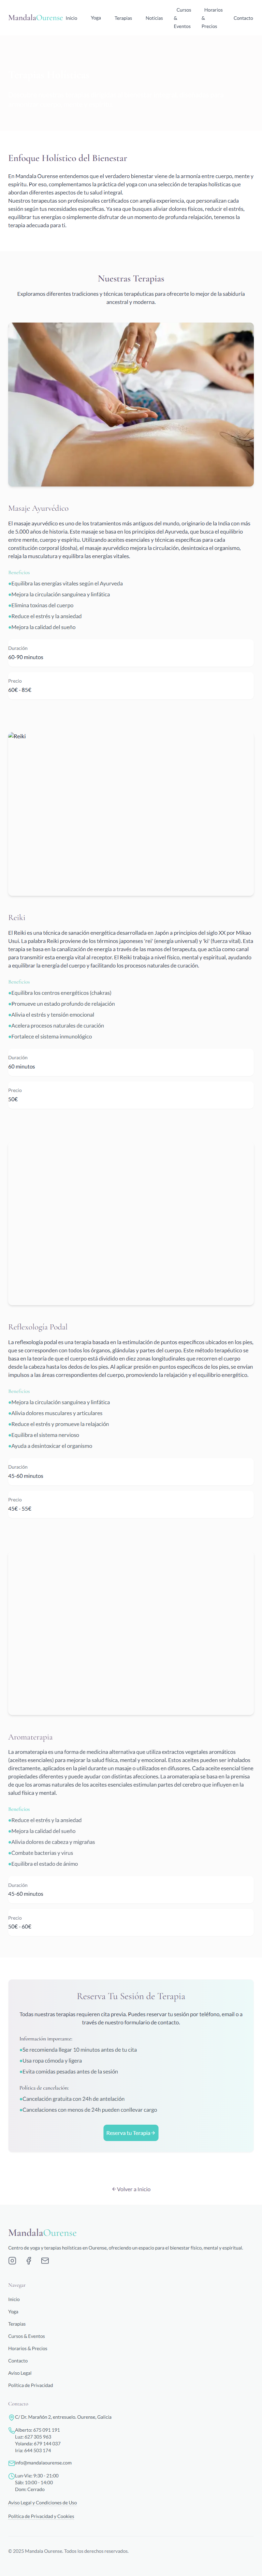 MandalaOurense
Inicio
Yoga
Terapias
Noticias
Cursos
&
Eventos
Horarios
&
Precios
Contacto
Enfoque Holístico del Bienestar
En Mandala Ourense entendemos que el verdadero bienestar viene de la armonía entre cuerpo, mente y
espíritu. Por eso, complementamos la práctica del yoga con una selección de terapias holísticas que
abordan diferentes aspectos de tu salud integral.
Nuestros terapeutas son profesionales certificados con amplia experiencia, que personalizan cada
sesión según tus necesidades específicas. Ya sea que busques aliviar dolores físicos, reducir el estrés,
equilibrar tus energías o simplemente disfrutar de un momento de profunda relajación, tenemos la
terapia adecuada para ti.
Nuestras Terapias
Exploramos diferentes tradiciones y técnicas terapéuticas para ofrecerte lo mejor de la sabiduría
ancestral y moderna.
Masaje Ayurvédico
El masaje ayurvédico es uno de los tratamientos más antiguos del mundo, originario de la India con más
de 5.000 años de historia. Este masaje se basa en los principios del Ayurveda, que busca el equilibrio
entre mente, cuerpo y espíritu. Utilizando aceites esenciales y técnicas específicas para cada
constitución corporal (dosha), el masaje ayurvédico mejora la circulación, desintoxica el organismo,
relaja la musculatura y equilibra las energías vitales.
Beneficios:
•Equilibra las energías vitales según el Ayurveda
•Mejora la circulación sanguínea y linfática
•Elimina toxinas del cuerpo
•Reduce el estrés y la ansiedad
•Mejora la calidad del sueño
Duración
60-90 minutos
Precio
60€ - 85€
Reiki
Reiki
El Reiki es una técnica de sanación energética desarrollada en Japón a principios del siglo XX por Mikao
Usui. La palabra Reiki proviene de los términos japoneses 'rei' (energía universal) y 'ki' (fuerza vital). Esta
terapia se basa en la canalización de energía a través de las manos del terapeuta, que actúa como canal
para transmitir esta energía vital al receptor. El Reiki trabaja a nivel físico, mental y espiritual, ayudando
a equilibrar la energía del cuerpo y facilitando los procesos naturales de curación.
Beneficios:
•Equilibra los centros energéticos (chakras)
•Promueve un estado profundo de relajación
•Alivia el estrés y tensión emocional
•Acelera procesos naturales de curación
•Fortalece el sistema inmunológico
Duración
60 minutos
Precio
50€
Reflexología Podal
La reflexología podal es una terapia basada en la estimulación de puntos específicos ubicados en los pies,
que se corresponden con todos los órganos, glándulas y partes del cuerpo. Este método terapéutico se
basa en la teoría de que el cuerpo está dividido en diez zonas longitudinales que recorren el cuerpo
desde la cabeza hasta los dedos de los pies. Al aplicar presión en puntos específicos de los pies, se envían
impulsos a las áreas correspondientes del cuerpo, promoviendo la relajación y el equilibrio energético.
Beneficios:
•Mejora la circulación sanguínea y linfática
•Alivia dolores musculares y articulares
•Reduce el estrés y promueve la relajación
•Equilibra el sistema nervioso
•Ayuda a desintoxicar el organismo
Duración
45-60 minutos
Precio
45€ - 55€
Aromaterapia
La aromaterapia es una forma de medicina alternativa que utiliza extractos vegetales aromáticos
(aceites esenciales) para mejorar la salud física, mental y emocional. Estos aceites pueden ser inhalados
directamente, aplicados en la piel durante un masaje o utilizados en difusores. Cada aceite esencial tiene
propiedades diferentes y puede ayudar con distintas afecciones. La aromaterapia se basa en la premisa
de que los aromas naturales de los aceites esenciales estimulan partes del cerebro que influyen en la
salud física y mental.
Beneficios:
•Reduce el estrés y la ansiedad
•Mejora la calidad del sueño
•Alivia dolores de cabeza y migrañas
•Combate bacterias y virus
•Equilibra el estado de ánimo
Duración
45-60 minutos
Precio
50€ - 60€
Reserva Tu Sesión de Terapia
Todas nuestras terapias requieren cita previa. Puedes reservar tu sesión por teléfono, email o a
través de nuestro formulario de contacto.
Información importante:
•Se recomienda llegar 10 minutos antes de tu cita
•Usa ropa cómoda y ligera
•Evita comidas pesadas antes de la sesión
Política de cancelación:
•Cancelación gratuita con 24h de antelación
•Cancelaciones con menos de 24h pueden conllevar cargo
Reserva tu Terapia
Volver a Inicio
MandalaOurense
Centro de yoga y terapias holísticas en Ourense, ofreciendo un espacio para el bienestar físico, mental y espiritual.
Navegar
Inicio
Yoga
Terapias
Cursos & Eventos
Horarios & Precios
Contacto
Aviso Legal
Política de Privacidad
Contacto
C/ Dr. Marañón 2, entresuelo. Ourense, Galicia
Alberto: 675 091 191
Luz: 627 305 963
Yolanda: 679 144 037
Iria: 644 503 174
info@mandalaourense.com
Lun-Vie: 9:30 - 21:00
Sáb: 10:00 - 14:00
Dom: Cerrado
Aviso Legal y Condiciones de Uso
Política de Privacidad y Cookies
© 2025 Mandala Ourense. Todos los derechos reservados.